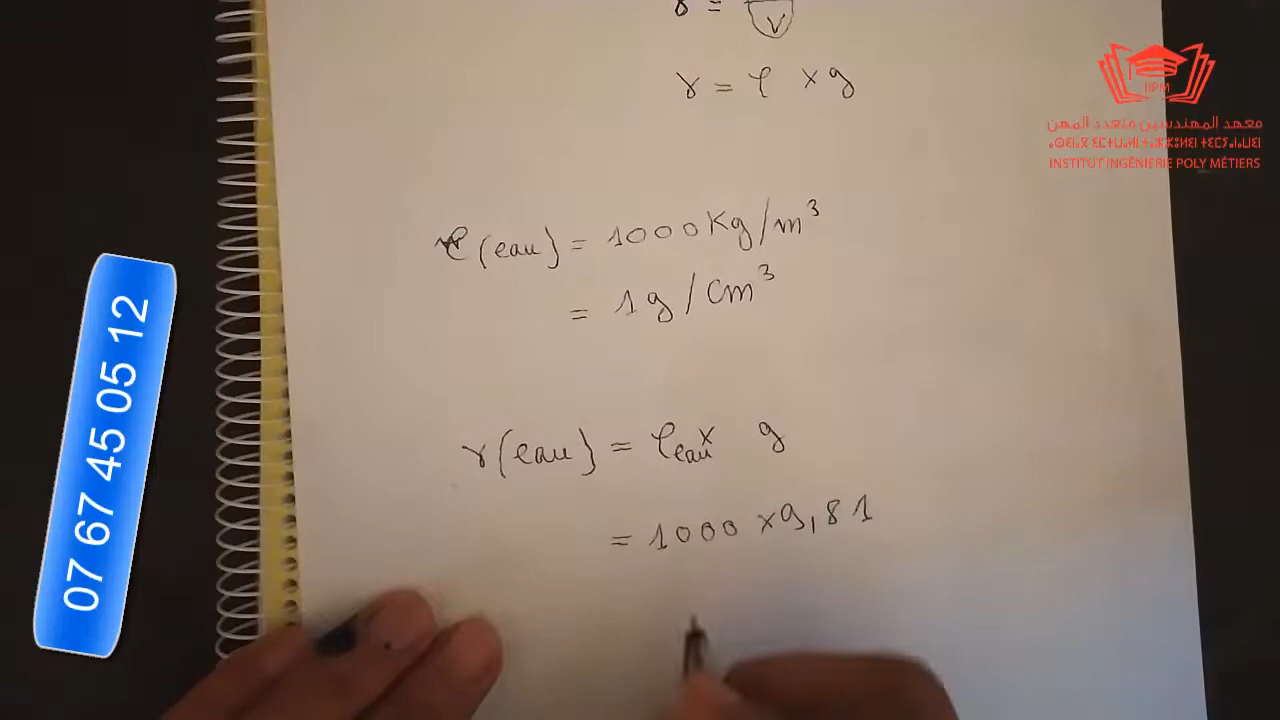 γ = V
γ = ρ × g
ρ(eau) = 1000 Kg/m³
= 1 g/cm³
γ(eau) = ρeau × g
= 1000 × 9,81
07 67 45 05 12
IIPM
معهد المهندسين متعدد المهن
INSTITUT INGÉNIERIE POLY MÉTIERS